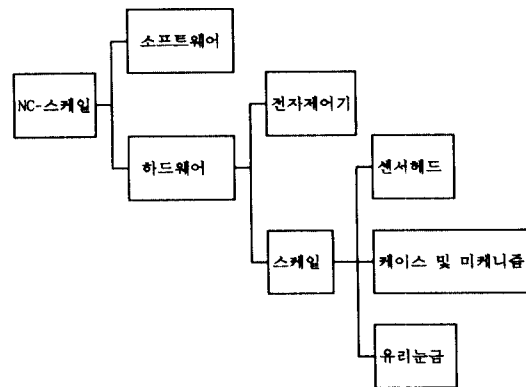 소프트웨어
NC-스케일
전자제어기
하드웨어
센서헤드
스케일
케이스 및 미케니즘
유리눈금